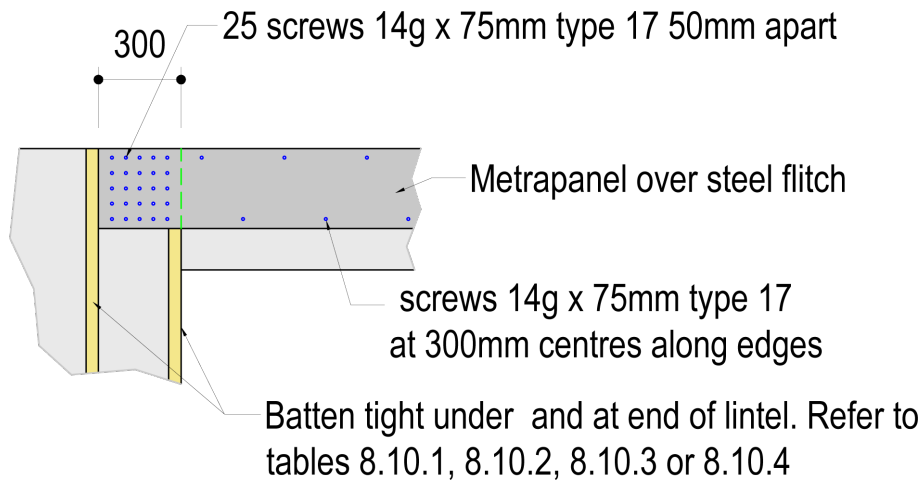 25 screws 14g x 75mm type 17 50mm apart
300
Metrapanel over steel flitch
screws 14g x 75mm type 17
at 300mm centres along edges
Batten tight under and at end of lintel. Refer to
tables 8.10.1, 8.10.2, 8.10.3 or 8.10.4